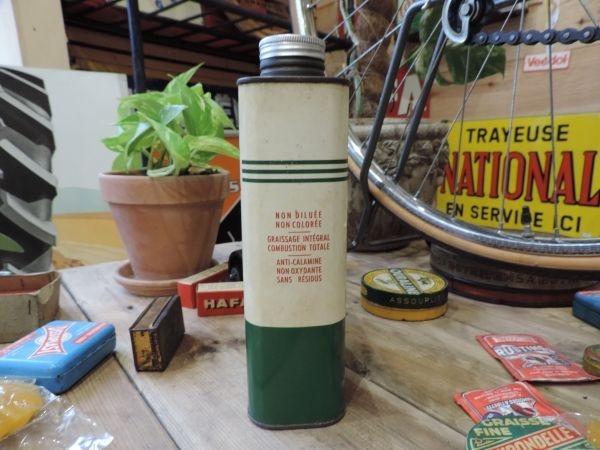 NON DILUÉE
NON COLORÉE
GRAISSAGE INTÉGRAL
COMBUSTION TOTALE
ANTI-CALAMINE
NON OXYDANTE
SANS RÉSIDUS
Veedol
TRAYEUSE
NATIONAL
EN SERVICE ICI
HAFA
ASSOUPLIT
GRAISSE
FINE